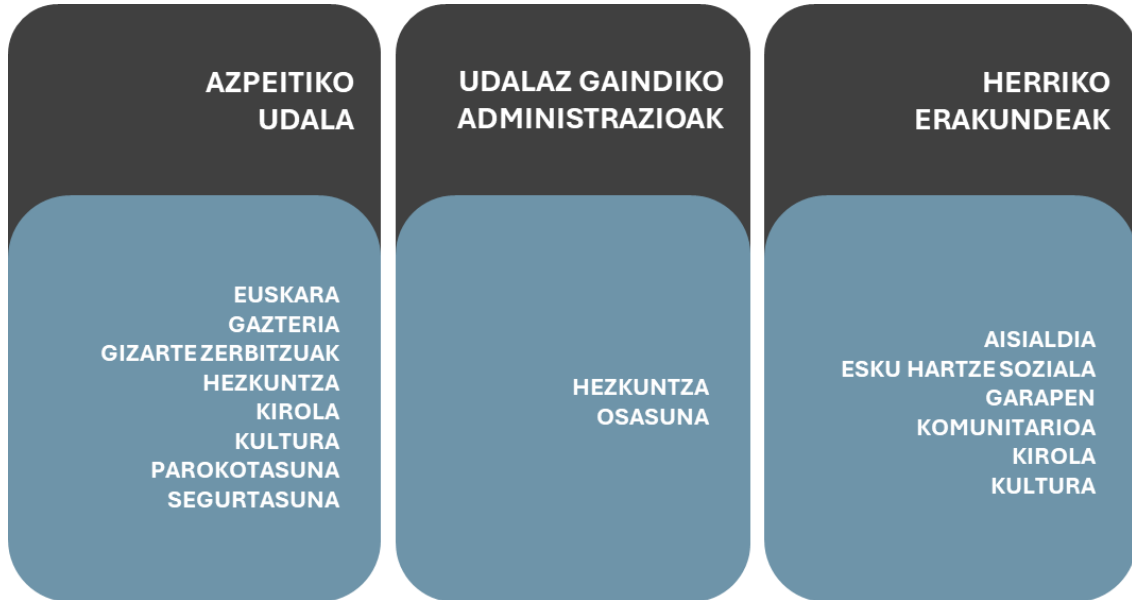 AZPEITIKO
UDALA
EUSKARA
GAZTERIA
GIZARTE ZERBITZUAK
HEZKUNTZA
KIROLA
KULTURA
PAROKOTASUNA
SEGURTASUNA
UDALAZ GAINDIKO
ADMINISTRAZIOAK
HEZKUNTZA
OSASUNA
HERRIKO
ERAKUNDEAK
AISIALDIA
ESKU HARTZE SOZIALA
GARAPEN
KOMUNITARIOA
KIROLA
KULTURA